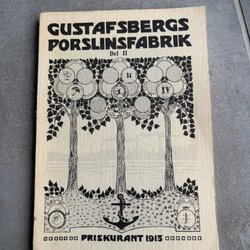 GUSTAFSBERGS
PORSLINSFABRIK
Del II
PRISKURANT 1913